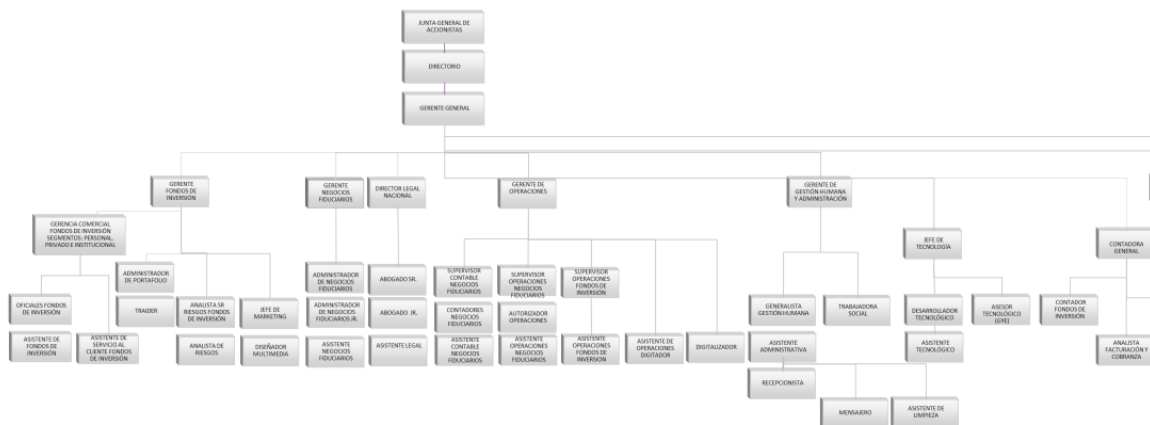 JUNTA GENERAL DE
ACCIONISTAS
DIRECTORIO
GERENTE GENERAL
GERENTE
FONDOS DE
INVERSIÓN
GERENTE
NEGOCIOS
FIDUCIARIOS
DIRECTOR LEGAL
NACIONAL
GERENTE DE
OPERACIONES
GERENTE DE
GESTIÓN HUMANA
Y ADMINISTRACIÓN
GERENCIA COMERCIAL
FONDOS DE INVERSIÓN
SEGMENTOS: PERSONAL,
PRIVADO E INSTITUCIONAL
JEFE DE
TECNOLOGÍA
CONTADORA
GENERAL
ADMINISTRADOR
DE PORTAFOLIO
ADMINISTRADOR
DE NEGOCIOS
FIDUCIARIOS
ABOGADO SR.
SUPERVISOR
CONTABLE
NEGOCIOS
FIDUCIARIOS
SUPERVISOR
OPERACIONES
NEGOCIOS
FIDUCIARIOS
SUPERVISOR
OPERACIONES
FONDOS DE
INVERSIÓN
OFICIALES FONDOS
DE INVERSIÓN
TRAIDER
ANALISTA SR
RIESGOS FONDOS DE
INVERSIÓN
JEFE DE
MARKETING
ADMINISTRADOR
DE NEGOCIOS
FIDUCIARIOS JR.
ABOGADO JR.
CONTADORES
NEGOCIOS
FIDUCIARIOS
AUTORIZADOR
OPERACIONES
GENERALISTA
GESTIÓN HUMANA
TRABAJADORA
SOCIAL
DESARROLLADOR
TECNOLÓGICO
ASESOR
TECNOLÓGICO
(GYE)
CONTADOR
FONDOS DE
INVERSIÓN
ASISTENTE DE
FONDOS DE
INVERSIÓN
ASISTENTE DE
SERVICIO AL
CLIENTE FONDOS
DE INVERSIÓN
ANALISTA
DE RIESGOS
DISEÑADOR
MULTIMEDIA
ASISTENTE
NEGOCIOS
FIDUCIARIOS
ASISTENTE LEGAL
ASISTENTE
CONTABLE
NEGOCIOS
FIDUCIARIOS
ASISTENTE
OPERACIONES
NEGOCIOS
FIDUCIARIOS
ASISTENTE
OPERACIONES
FONDOS DE
INVERSION
ASISTENTE DE
OPERACIONES
DIGITADOR
DIGITALIZADOR
ASISTENTE
ADMINISTRATIVA
ASISTENTE
TECNOLÓGICO
ANALISTA
FACTURACIÓN Y
COBRANZA
RECEPCIONISTA
MENSAJERO
ASISTENTE DE
LIMPIEZA